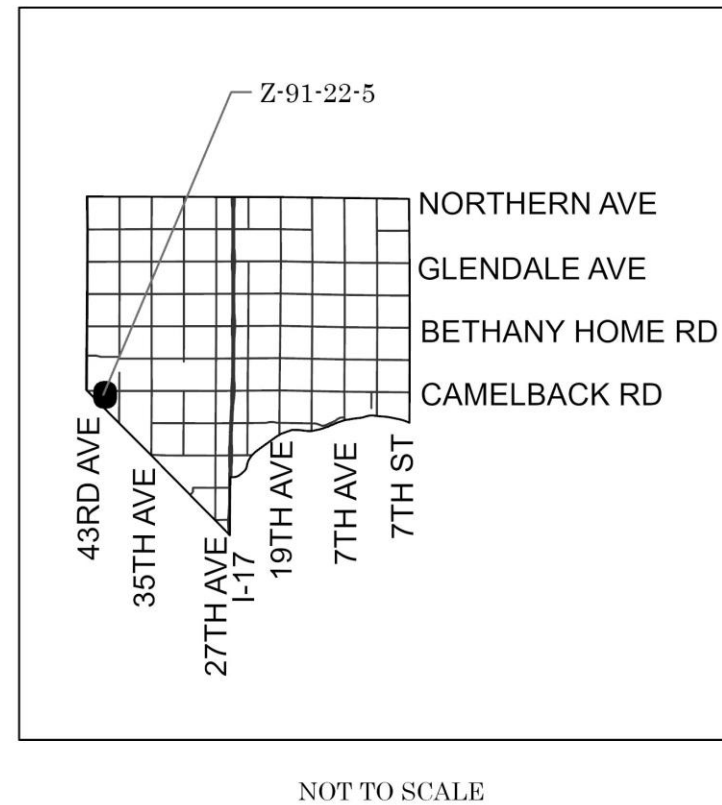 Z-91-22-5
NORTHERN AVE
GLENDALE AVE
BETHANY HOME RD
CAMELBACK RD
43RD AVE
35TH AVE
27TH AVE
I-17
19TH AVE
7TH AVE
7TH ST
NOT TO SCALE